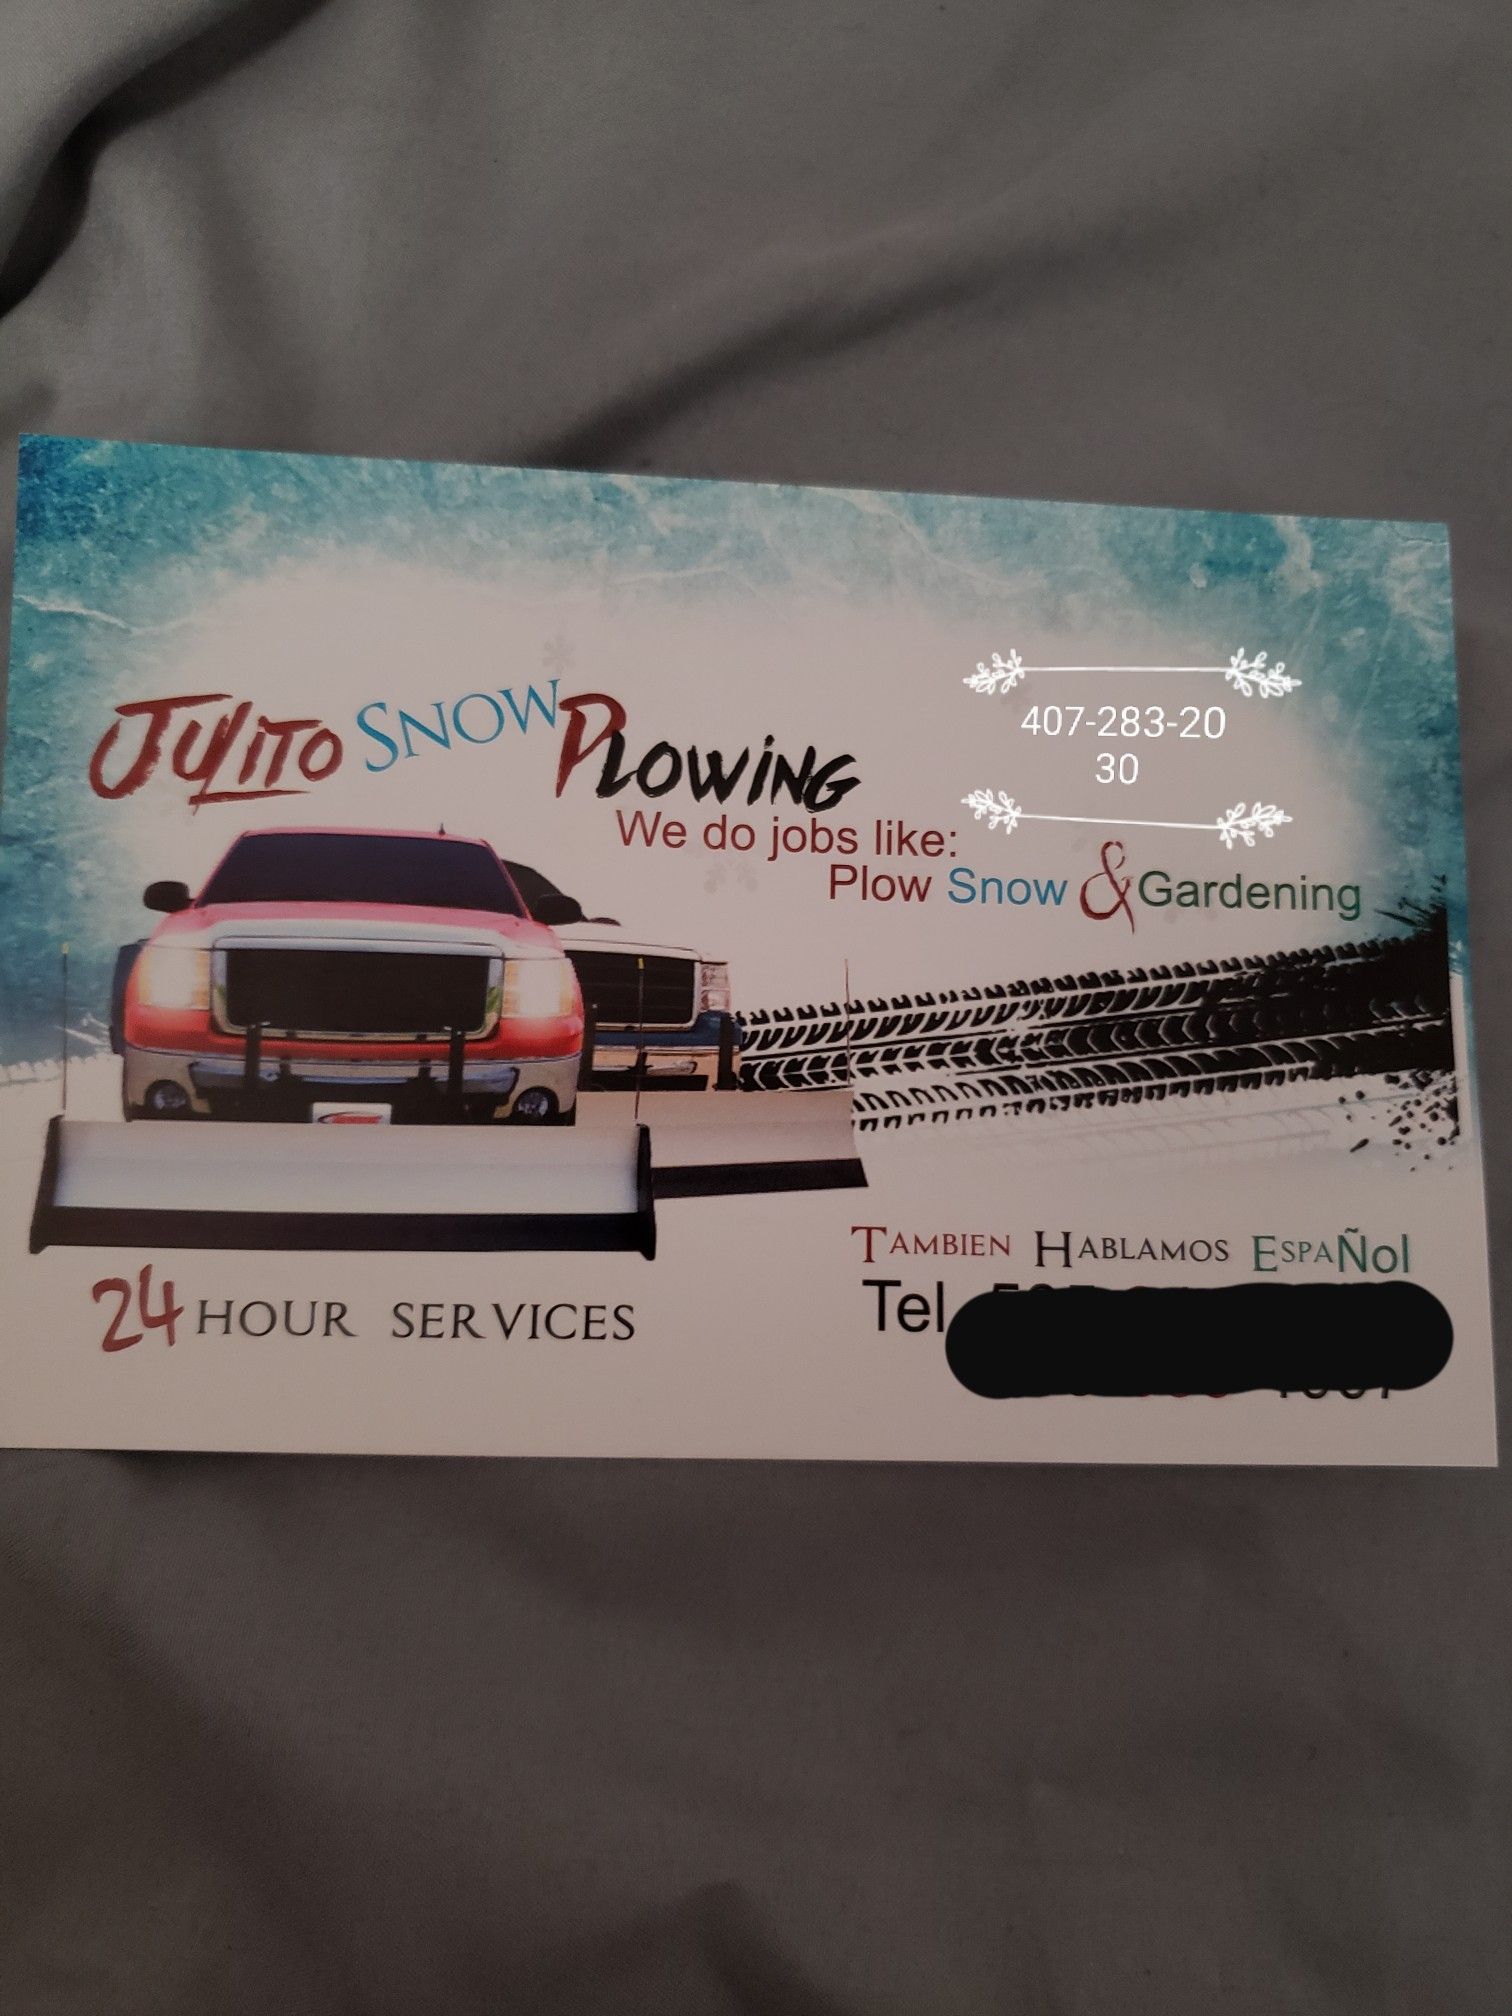 Julito Snow Plowing
407-283-20
30
We do jobs like:
Plow Snow & Gardening
Tambien Hablamos EspaÑol
Tel
24 Hour Services